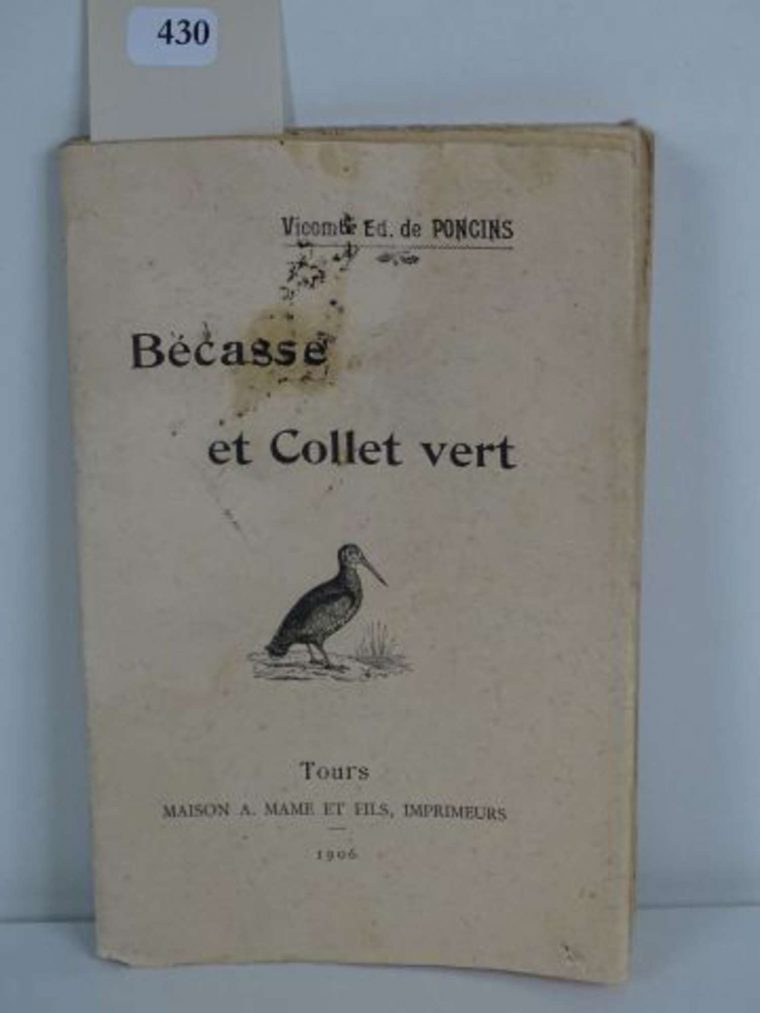 430
Vicomte Ed. de PONCINS
Bécasse
et Collet vert
Tours
MAISON A. MAME ET FILS, IMPRIMEURS
1906